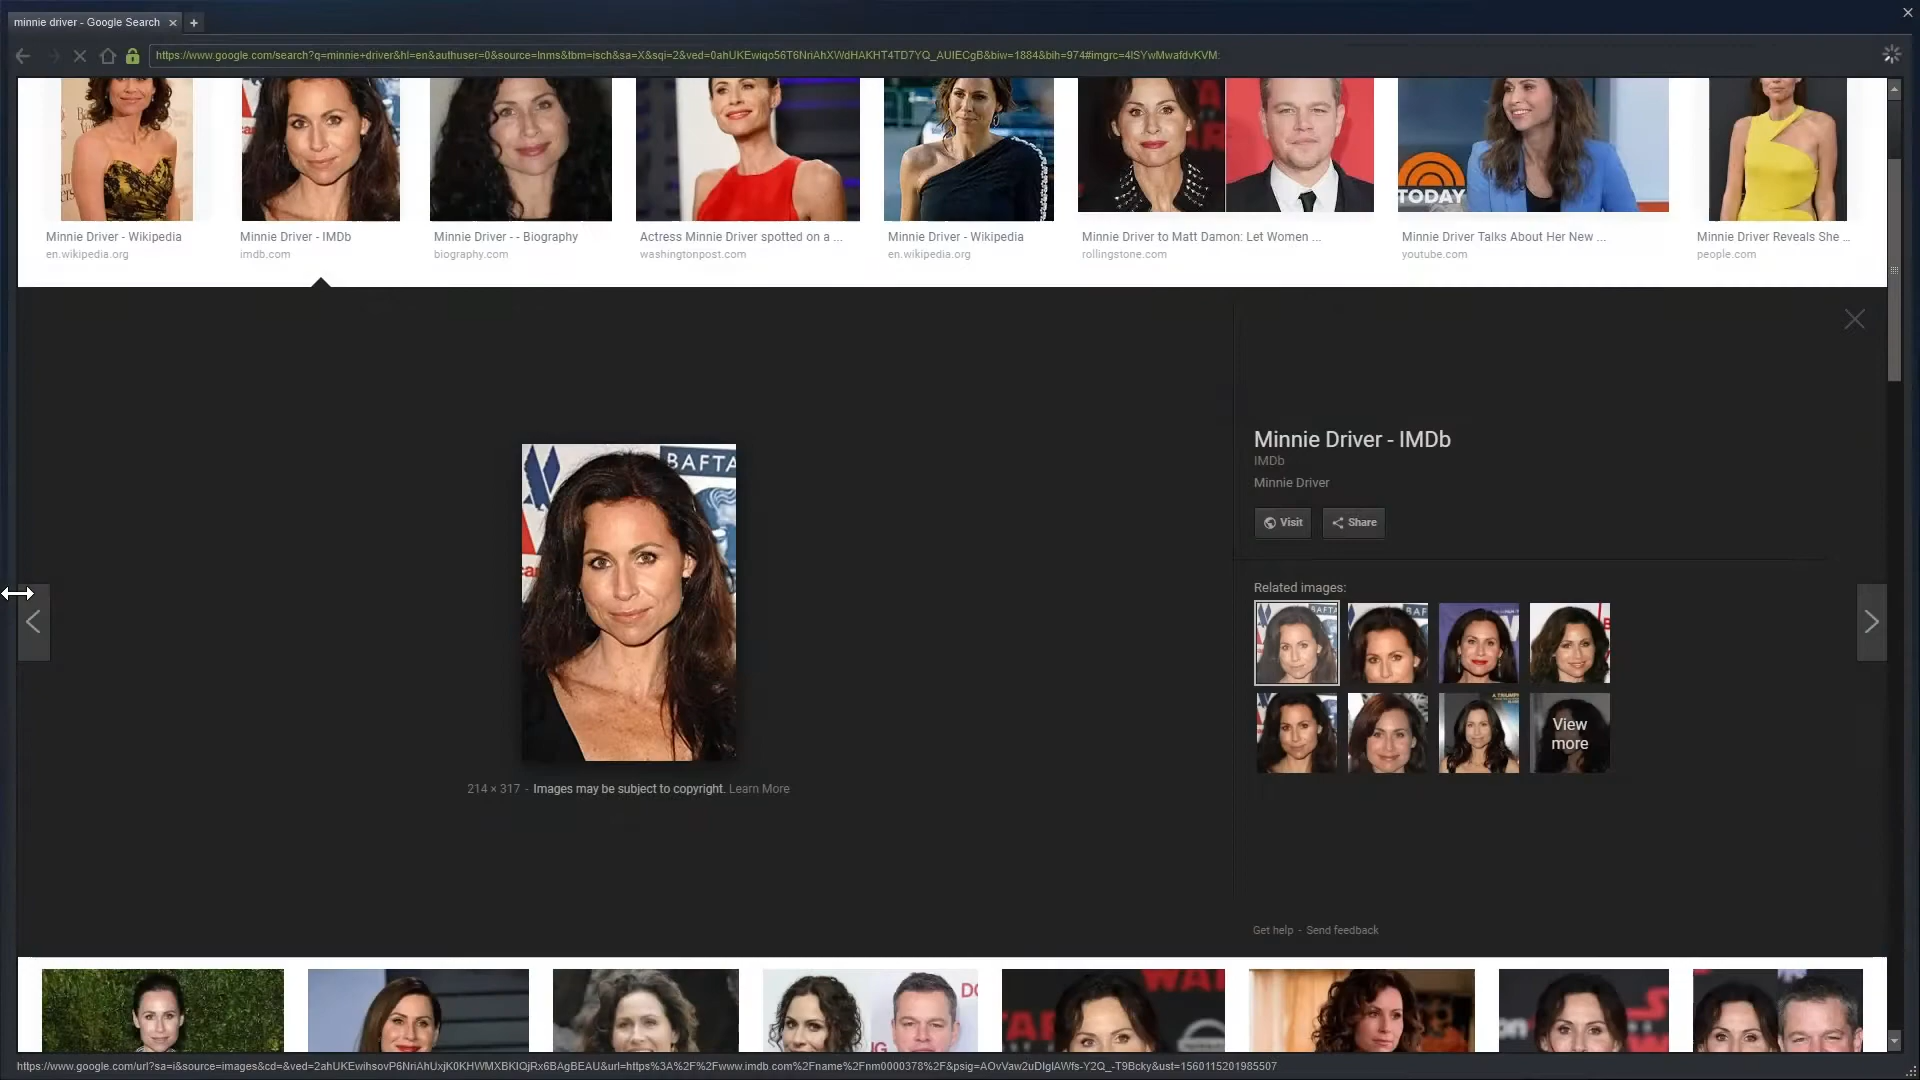 minnie driver - Google Search
https://www.google.com/search?q=minnie+driver&hl=en&authuser=0&source=lnms&tbm=isch&sa=X&sqi=2&ved=0ahUKEwiqo56T6NriAhXWdHAKHT4TD7YQ_AUIECgB&biw=1884&bih=974#imgrc=4ISYwMwafdvKVM:
TODAY
Minnie Driver - Wikipedia
en.wikipedia.org
Minnie Driver - IMDb
imdb.com
Minnie Driver - - Biography
biography.com
Actress Minnie Driver spotted on a ...
washingtonpost.com
Minnie Driver - Wikipedia
en.wikipedia.org
Minnie Driver to Matt Damon: Let Women ...
rollingstone.com
Minnie Driver Talks About Her New ...
youtube.com
Minnie Driver Reveals She ...
people.com
BAFTA
Minnie Driver - IMDb
IMDb
Minnie Driver
Visit
Share
Related images:
View
more
214 × 317 - Images may be subject to copyright. Learn More
Get help - Send feedback
https://www.google.com/url?sa=i&source=images&cd=&ved=2ahUKEwihsovP6NriAhUxjK0KHWMXBKIQjRx6BAgBEAU&url=https%3A%2F%2Fwww.imdb.com%2Fname%2Fnm0000378%2F&psig=AOvVaw2uDIglAWfs-Y2Q_-T9Bcky&ust=1560115201985507